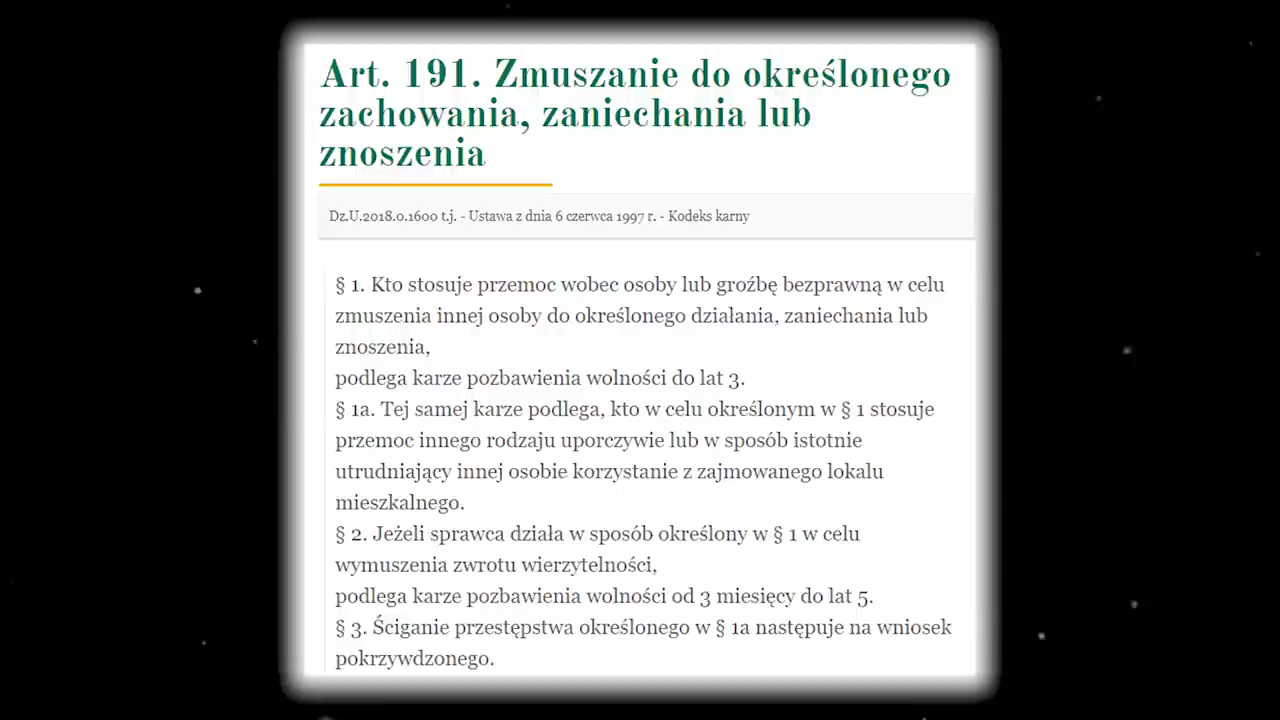 Art. 191. Zmuszanie do określonego
zachowania, zaniechania lub
znoszenia
Dz.U.2018.0.1600 t.j. - Ustawa z dnia 6 czerwca 1997 r. - Kodeks karny
§ 1. Kto stosuje przemoc wobec osoby lub groźbę bezprawną w celu
zmuszenia innej osoby do określonego działania, zaniechania lub
znoszenia,
podlega karze pozbawienia wolności do lat 3.
§ 1a. Tej samej karze podlega, kto w celu określonym w § 1 stosuje
przemoc innego rodzaju uporczywie lub w sposób istotnie
utrudniający innej osobie korzystanie z zajmowanego lokalu
mieszkalnego.
§ 2. Jeżeli sprawca działa w sposób określony w § 1 w celu
wymuszenia zwrotu wierzytelności,
podlega karze pozbawienia wolności od 3 miesięcy do lat 5.
§ 3. Ściganie przestępstwa określonego w § 1a następuje na wniosek
pokrzywdzonego.